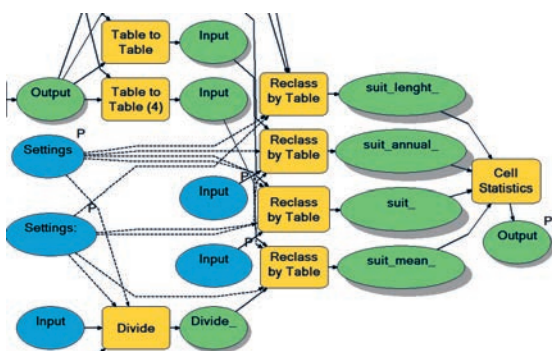 Table to
Table
Input
Output
Table to
Table (4)
Input
Reclass
by Table
suit_lenght_
P
Settings
Reclass
by Table
suit_annual_
Cell
Statistics
Input
P
Reclass
by Table
suit_
P
Settings:
P
Output
Input
P
Reclass
by Table
suit_mean_
Input
Divide
Divide_